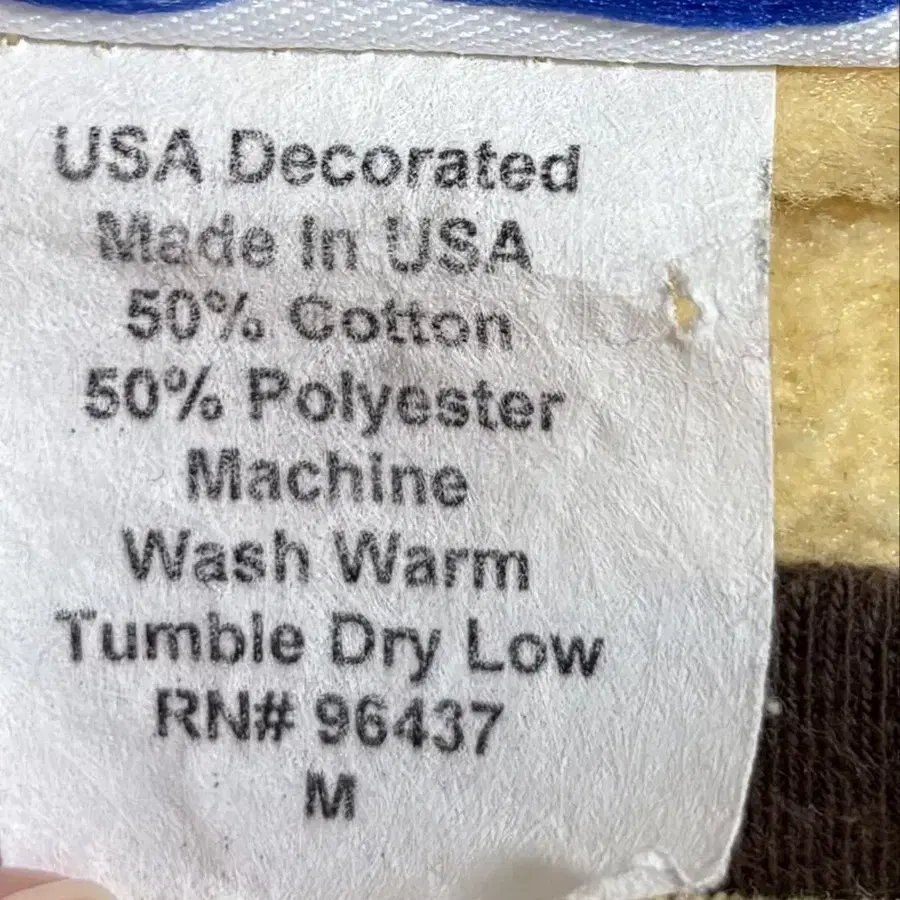 USA Decorated
Made In USA
50% Cotton
50% Polyester
Machine
Wash Warm
Tumble Dry Low
RN# 96437
M